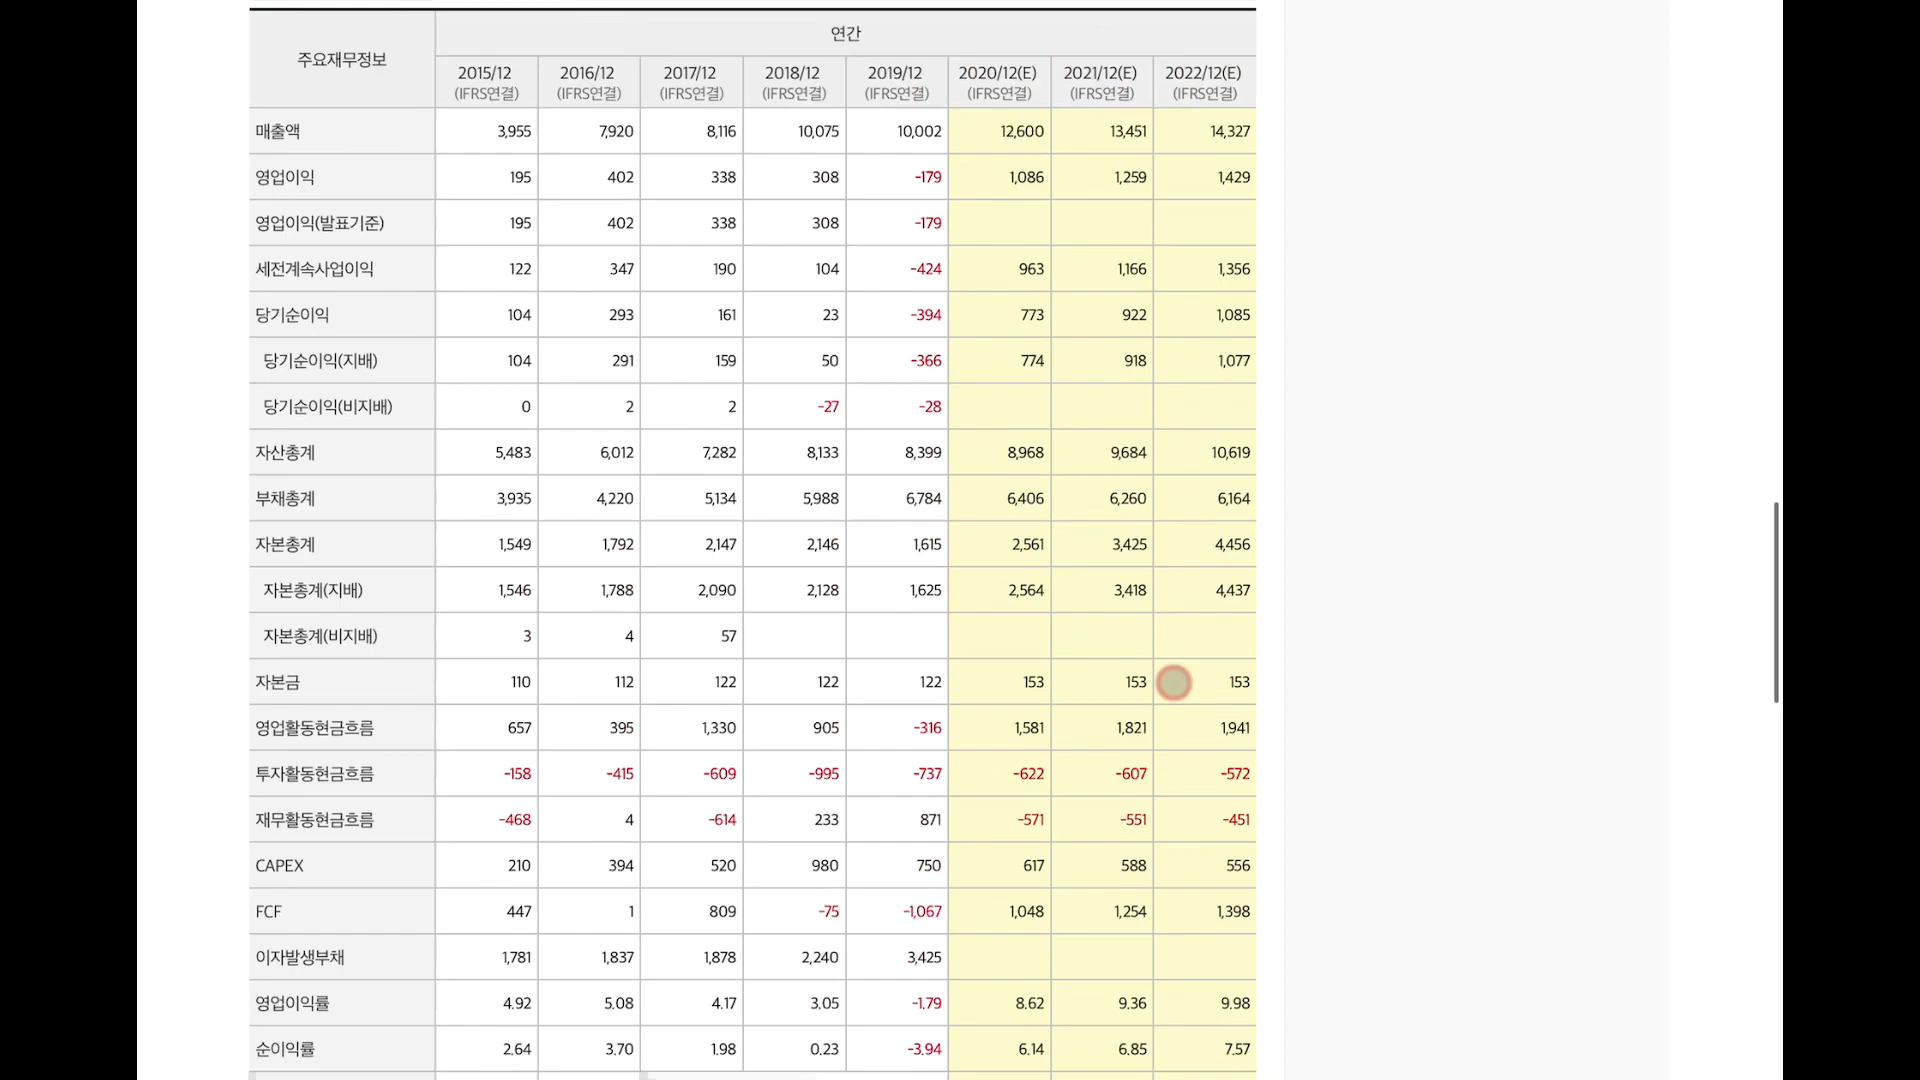 주요재무정보
연간
2015/12 2016/12 2017/12 2018/12 2019/12 2020/12(E) 2021/12(E) 2022/12(E)
(IFRS연결) (IFRS연결) (IFRS연결) (IFRS연결) (IFRS연결) (IFRS연결) (IFRS연결) (IFRS연결)
매출액 3,955 7,920 8,116 10,075 10,002 12,600 13,451 14,327
영업이익 195 402 338 308 -179 1,086 1,259 1,429
영업이익(발표기준) 195 402 338 308 -179
세전계속사업이익 122 347 190 104 -424 963 1,166 1,356
당기순이익 104 293 161 23 -394 773 922 1,085
당기순이익(지배) 104 291 159 50 -366 774 918 1,077
당기순이익(비지배) 0 2 2 -27 -28
자산총계 5,483 6,012 7,282 8,133 8,399 8,968 9,684 10,619
부채총계 3,935 4,220 5,134 5,988 6,784 6,406 6,260 6,164
자본총계 1,549 1,792 2,147 2,146 1,615 2,561 3,425 4,456
자본총계(지배) 1,546 1,788 2,090 2,128 1,625 2,564 3,418 4,437
자본총계(비지배) 3 4 57
자본금 110 112 122 122 122 153 153 153
영업활동현금흐름 657 395 1,330 905 -316 1,581 1,821 1,941
투자활동현금흐름 -158 -415 -609 -995 -737 -622 -607 -572
재무활동현금흐름 -468 4 -614 233 871 -571 -551 -451
CAPEX 210 394 520 980 750 617 588 556
FCF 447 1 809 -75 -1,067 1,048 1,254 1,398
이자발생부채 1,781 1,837 1,878 2,240 3,425
영업이익률 4.92 5.08 4.17 3.05 -1.79 8.62 9.36 9.98
순이익률 2.64 3.70 1.98 0.23 -3.94 6.14 6.85 7.57